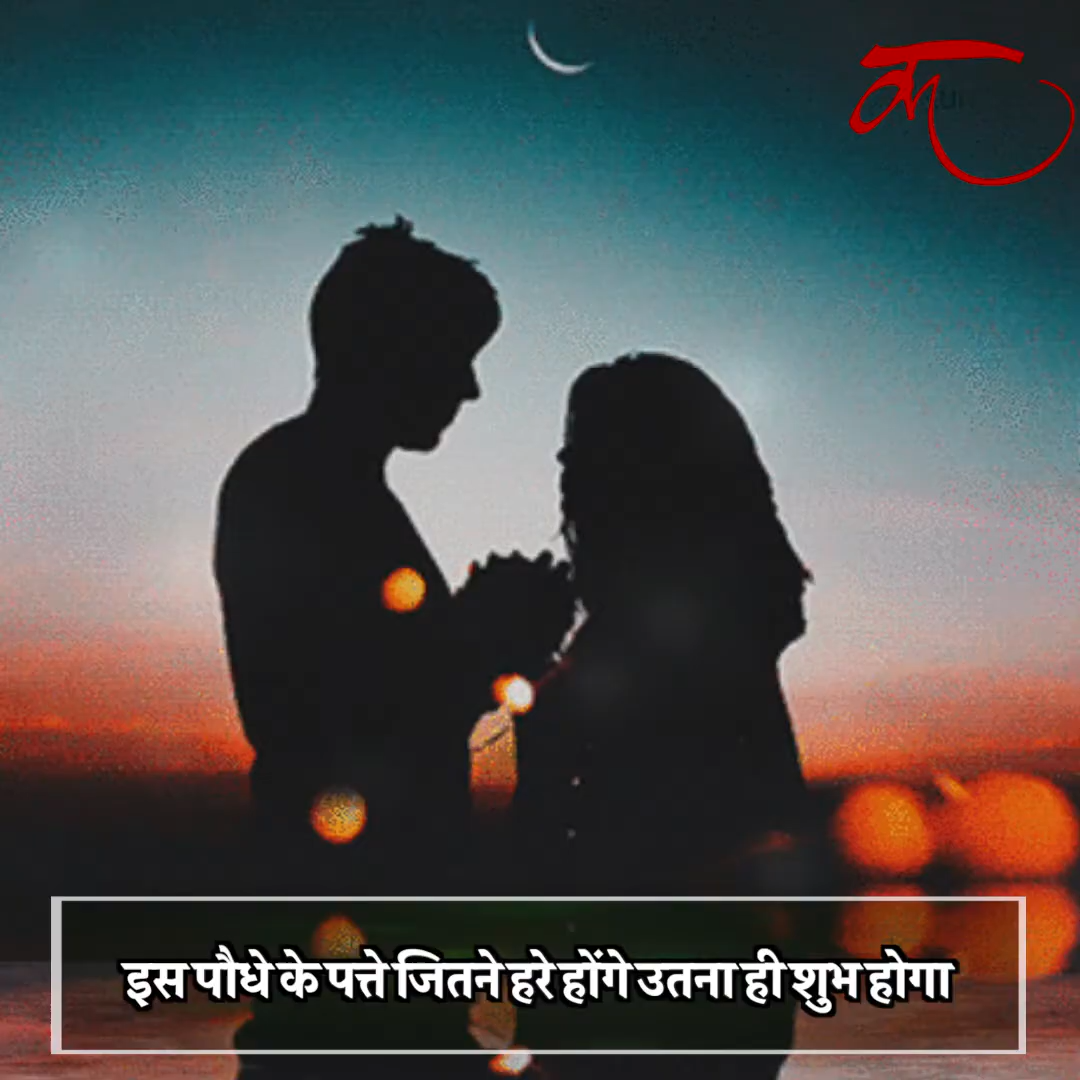 इस पौधे के पत्ते जितने हरे होंगे उतना ही शुभ होगा